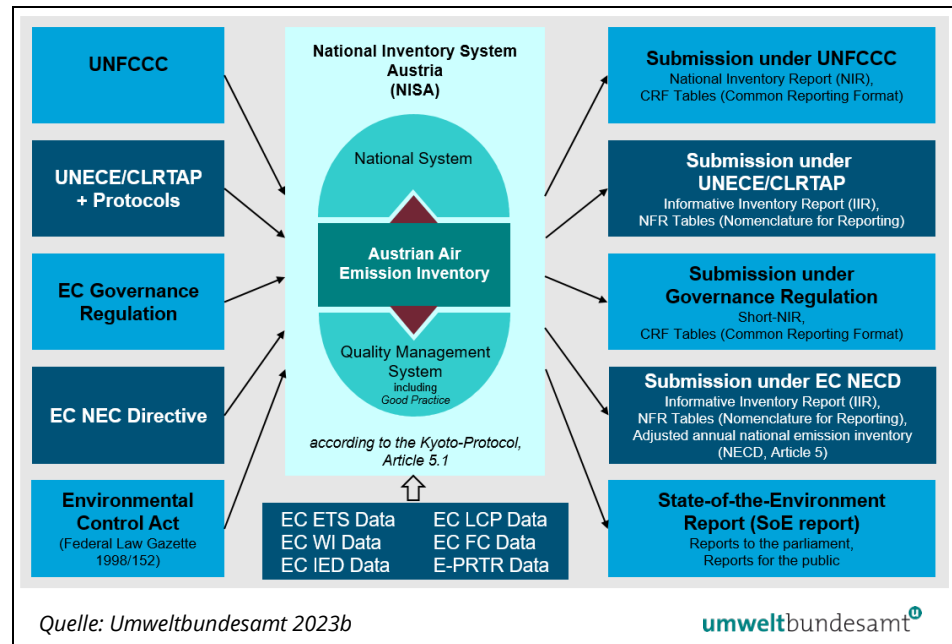 UNFCCC
UNECE/CLRTAP
+ Protocols
EC Governance
Regulation
EC NEC Directive
Environmental
Control Act
(Federal Law Gazette
1998/152)
National Inventory System
Austria
(NISA)
National System
Austrian Air
Emission Inventory
Quality Management
System
including
Good Practice
according to the Kyoto-Protocol,
Article 5.1
EC ETS Data EC LCP Data
EC WI Data EC FC Data
EC IED Data E-PRTR Data
Submission under UNFCCC
National Inventory Report (NIR),
CRF Tables (Common Reporting Format)
Submission under
UNECE/CLRTAP
Informative Inventory Report (IIR),
NFR Tables (Nomenclature for Reporting)
Submission under
Governance Regulation
Short-NIR,
CRF Tables (Common Reporting Format)
Submission under EC NECD
Informative Inventory Report (IIR),
NFR Tables (Nomenclature for Reporting),
Adjusted annual national emission inventory
(NECD, Article 5)
State-of-the-Environment
Report (SoE report)
Reports to the parliament,
Reports for the public
Quelle: Umweltbundesamt 2023b
umweltbundesamt u